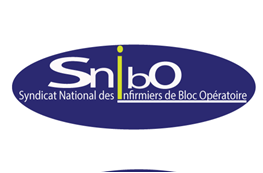 SnibO
Syndicat National des Infirmiers de Bloc Opératoire